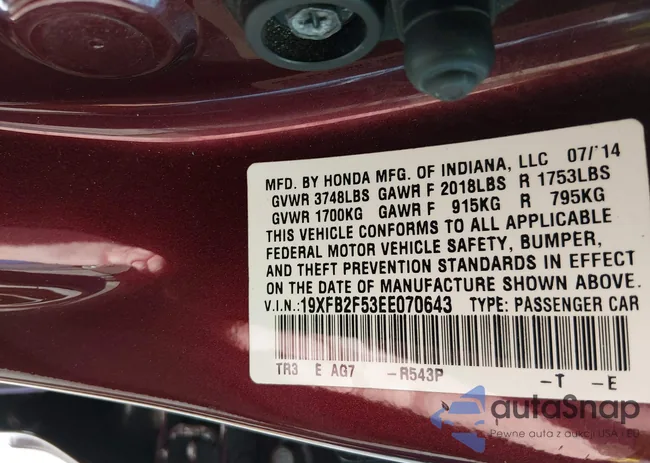 MFD. BY HONDA MFG. OF INDIANA, LLC 07/'14
GVWR 3748LBS GAWR F 2018LBS R 1753LBS
GVWR 1700KG GAWR F 915KG R 795KG
THIS VEHICLE CONFORMS TO ALL APPLICABLE
FEDERAL MOTOR VEHICLE SAFETY, BUMPER,
AND THEFT PREVENTION STANDARDS IN EFFECT
ON THE DATE OF MANUFACTURE SHOWN ABOVE.
V.I.N.: 19XFB2F53EE070643 TYPE: PASSENGER CAR
TR3 E AG7 -R543P -T -E
autaSnap
Pewne auta z aukcji USA i EU